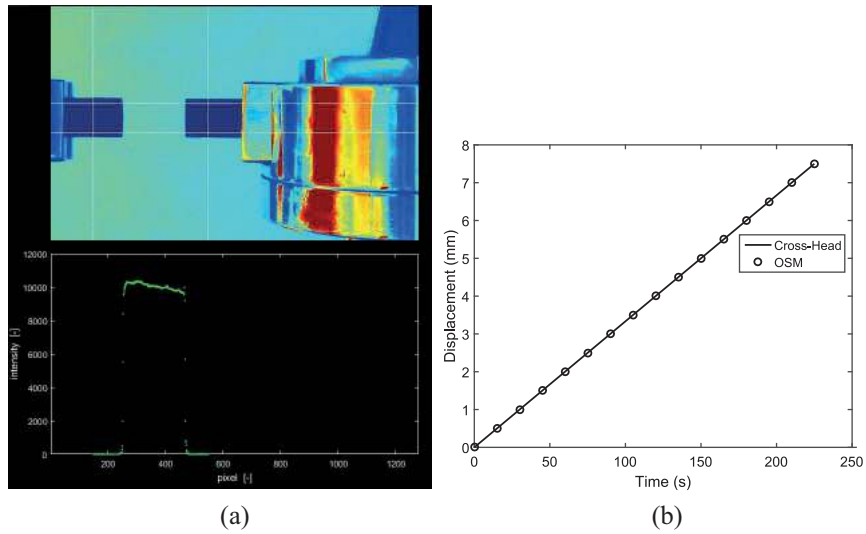 12000
10000
8000
6000
4000
2000
0
intensity [-]
200 400 600 800 1000 1200
pixel [-]
(a)
8
7
6
5
4
3
2
1
0
Displacement (mm)
Cross-Head
OSM
0 50 100 150 200 250
Time (s)
(b)